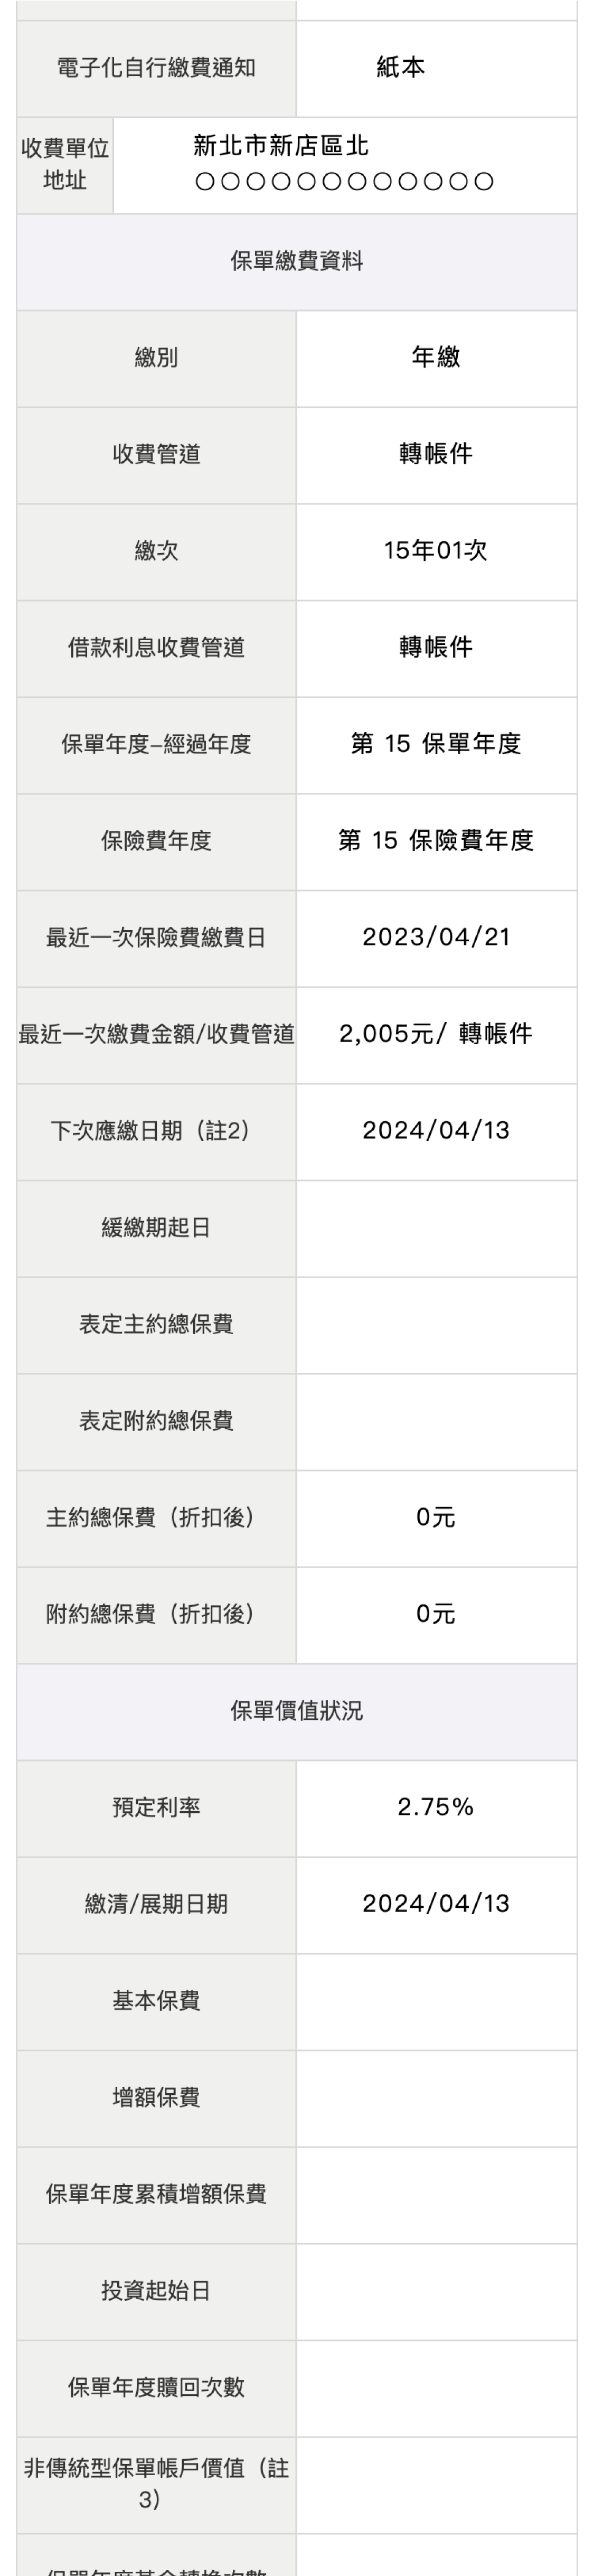 電子化自行繳費通知
紙本
收費單位
地址
新北市新店區北
○○○○○○○○○○○○
保單繳費資料
繳別
年繳
收費管道
轉帳件
繳次
15年01次
借款利息收費管道
轉帳件
保單年度–經過年度
第 15 保單年度
保險費年度
第 15 保險費年度
最近一次保險費繳費日
2023/04/21
最近一次繳費金額/收費管道
2,005元/ 轉帳件
下次應繳日期（註2）
2024/04/13
緩繳期起日
表定主約總保費
表定附約總保費
主約總保費（折扣後）
0元
附約總保費（折扣後）
0元
保單價值狀況
預定利率
2.75%
繳清/展期日期
2024/04/13
基本保費
增額保費
保單年度累積增額保費
投資起始日
保單年度贖回次數
非傳統型保單帳戶價值（註
3）